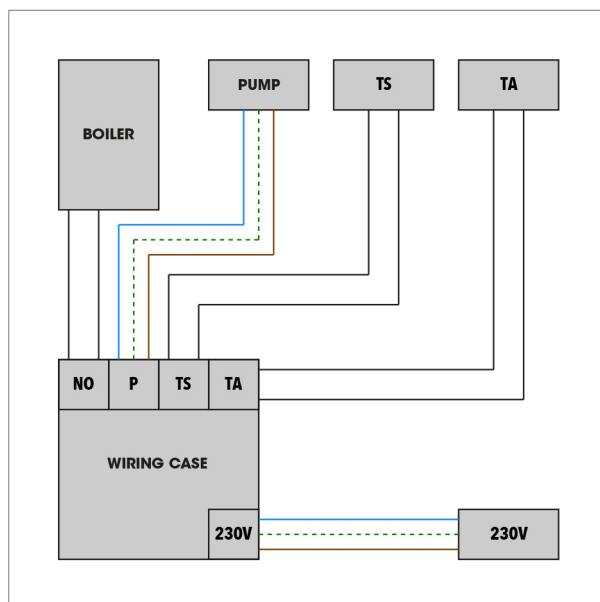 PUMP
TS
TA
BOILER
NO
P
TS
TA
WIRING CASE
230V
230V